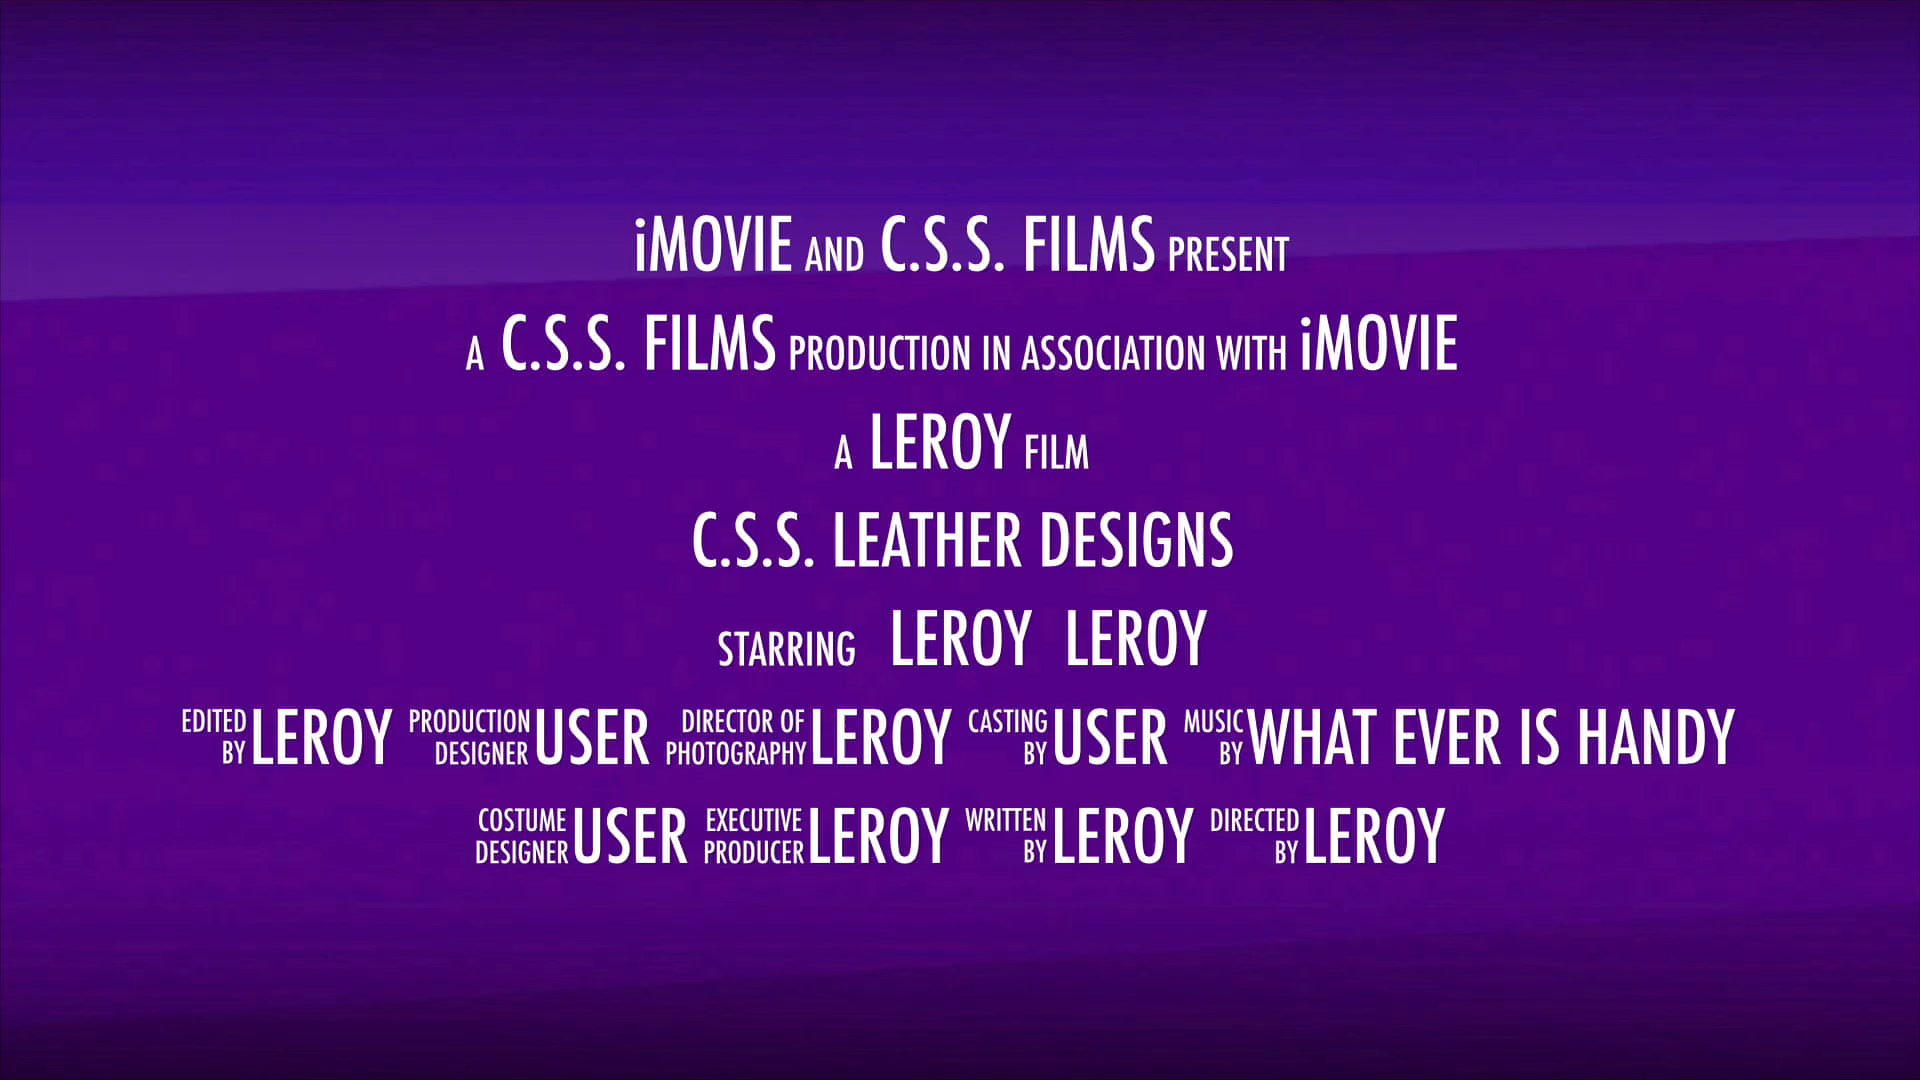 iMOVIE AND C.S.S. FILMS PRESENT
A C.S.S. FILMS PRODUCTION IN ASSOCIATION WITH iMOVIE
A LEROY FILM
C.S.S. LEATHER DESIGNS
STARRING LEROY LEROY
EDITED BY LEROY PRODUCTION DESIGNER USER DIRECTOR OF PHOTOGRAPHY LEROY CASTING BY USER MUSIC BY WHAT EVER IS HANDY
COSTUME DESIGNER USER EXECUTIVE PRODUCER LEROY WRITTEN BY LEROY DIRECTED BY LEROY